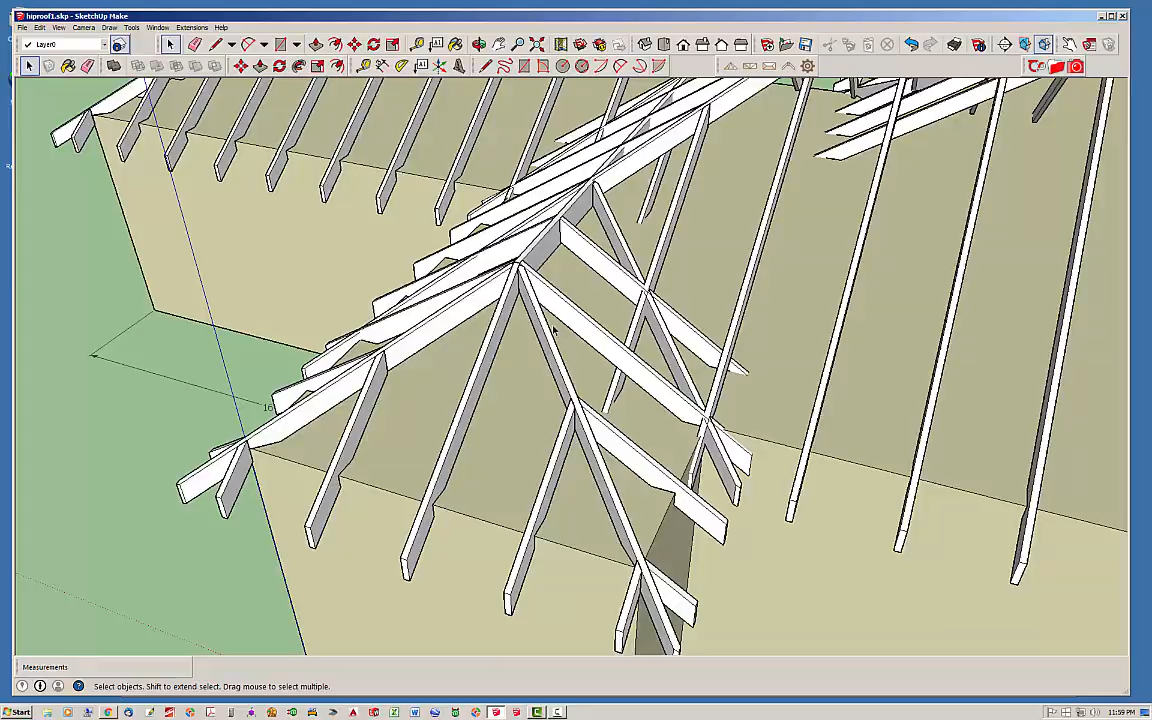 hiproof1.skp - SketchUp Make
File Edit View Camera Draw Tools Window Extensions Help
Layer0
16
Measurements
Select objects. Shift to extend select. Drag mouse to select multiple.
Start
11:59 PM